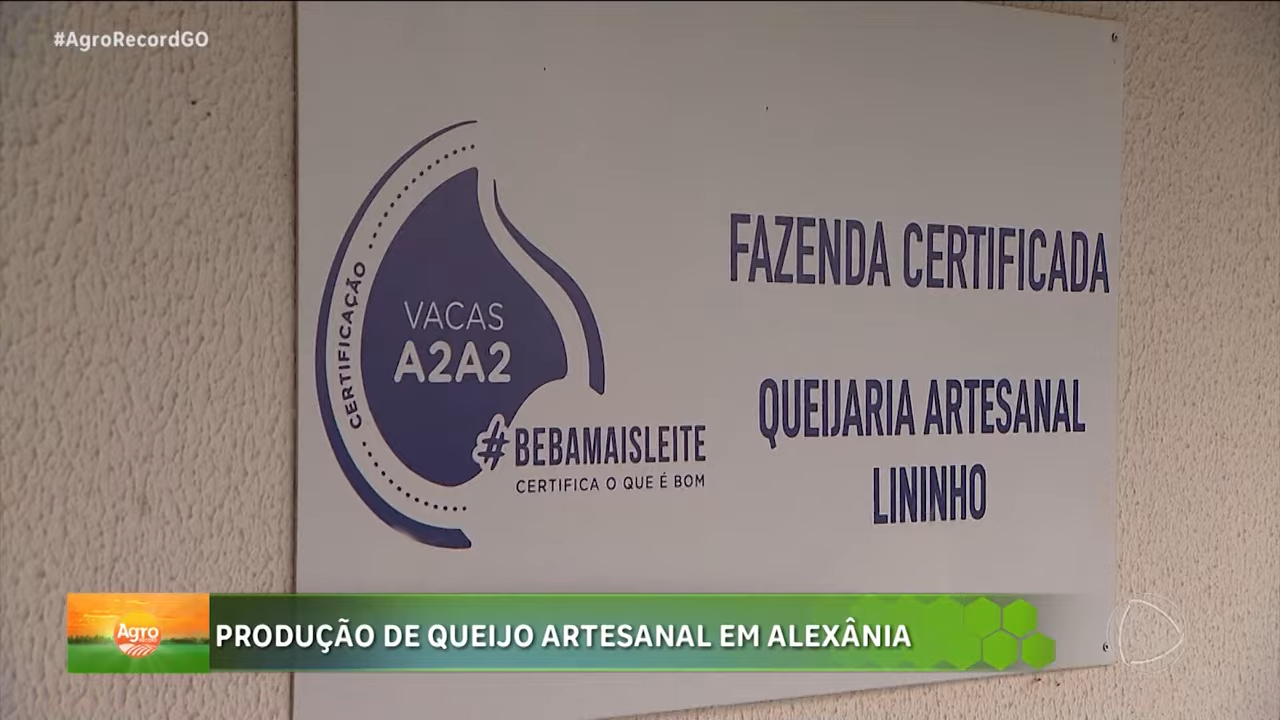 #AgroRecordGO
CERTIFICAÇÃO
VACAS
A2A2
#BEBAMAISLEITE
CERTIFICA O QUE É BOM
FAZENDA CERTIFICADA
QUEIJARIA ARTESANAL
LININHO
Agro
PRODUÇÃO DE QUEIJO ARTESANAL EM ALEXÂNIA